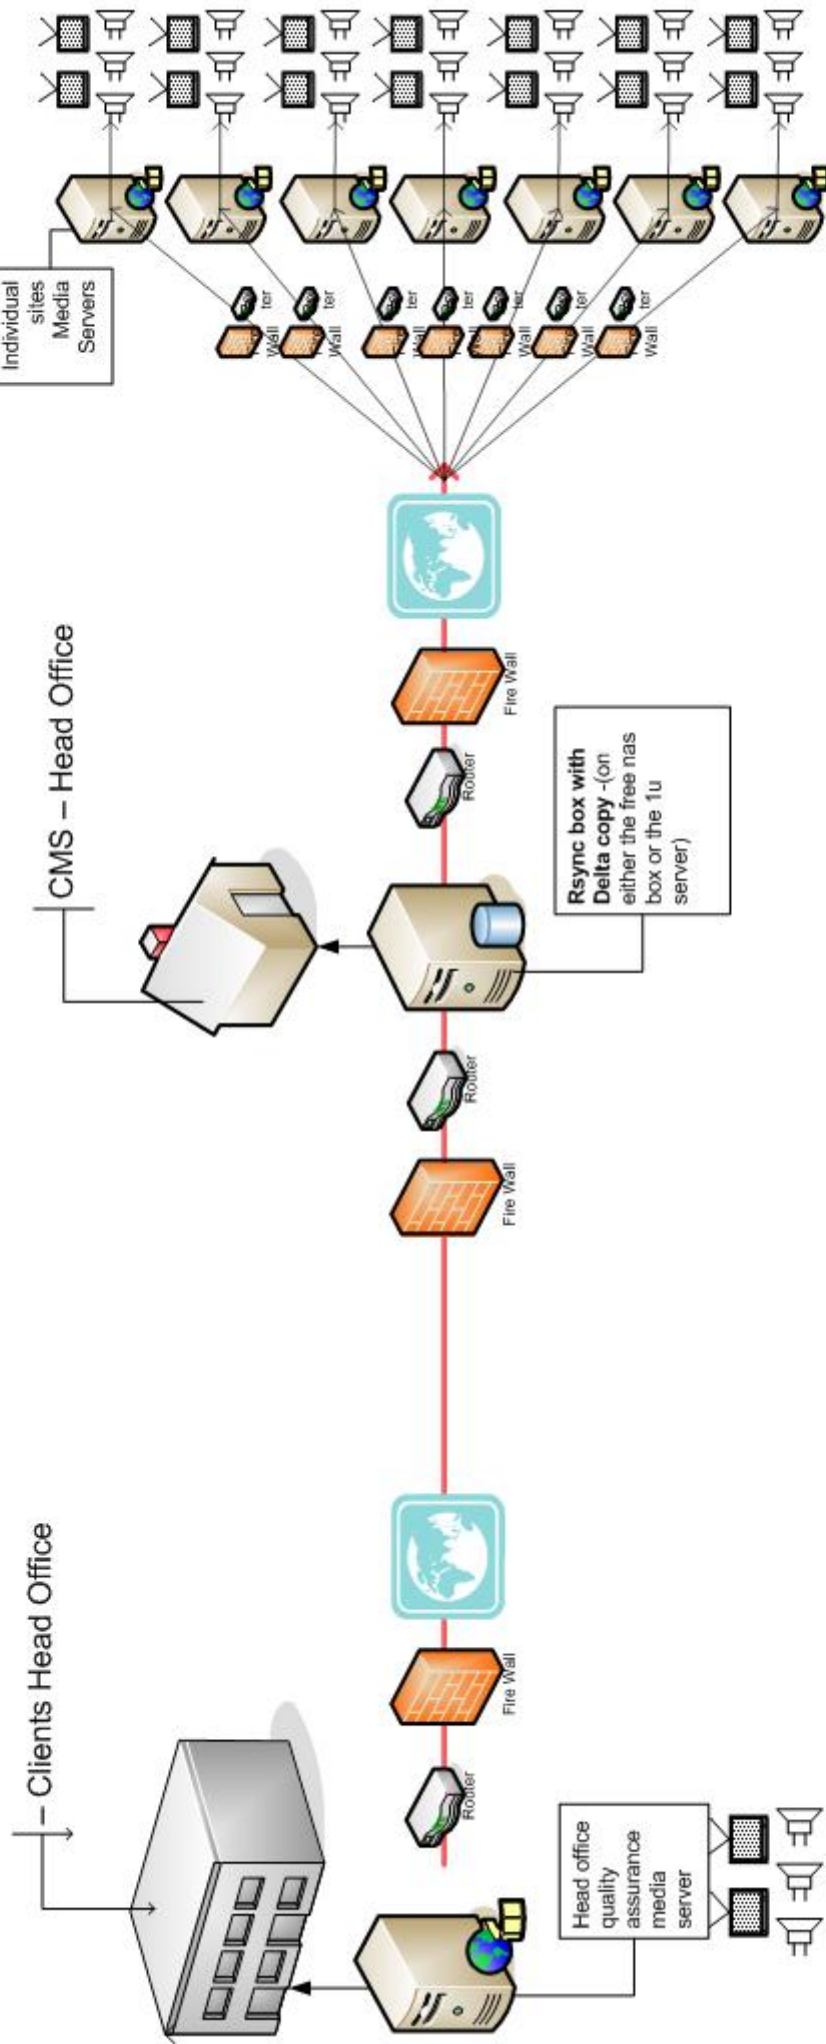 – Clients Head Office
CMS – Head Office
Individual
sites
Media
Servers
Router
Fire Wall
Fire Wall
Router
Router
Fire Wall
Head office
quality
assurance
media
server
Rsync box with
Delta copy -(on
either the free nas
box or the 1u
server)
Wall
ter
Wall
ter
Wall
ter
ter
Wall
ter
Wall
ter
Wall
ter